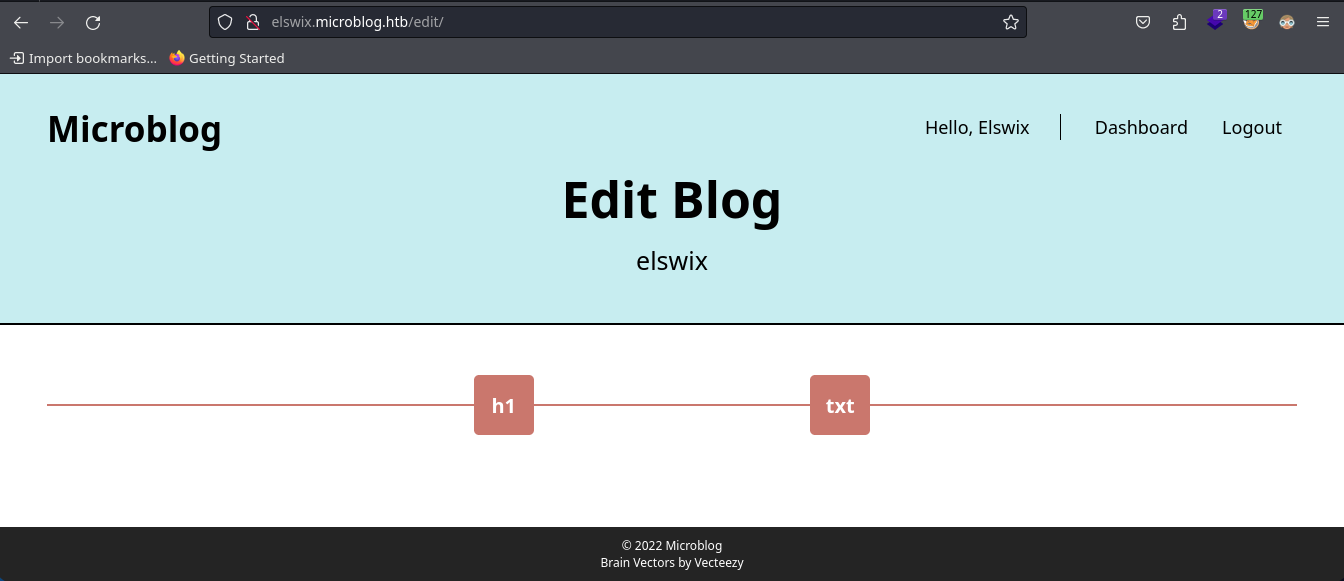 elswix.microblog.htb/edit/
2
127
Import bookmarks... Getting Started
Microblog
Hello, Elswix
Dashboard
Logout
Edit Blog
elswix
h1
txt
© 2022 Microblog
Brain Vectors by Vecteezy